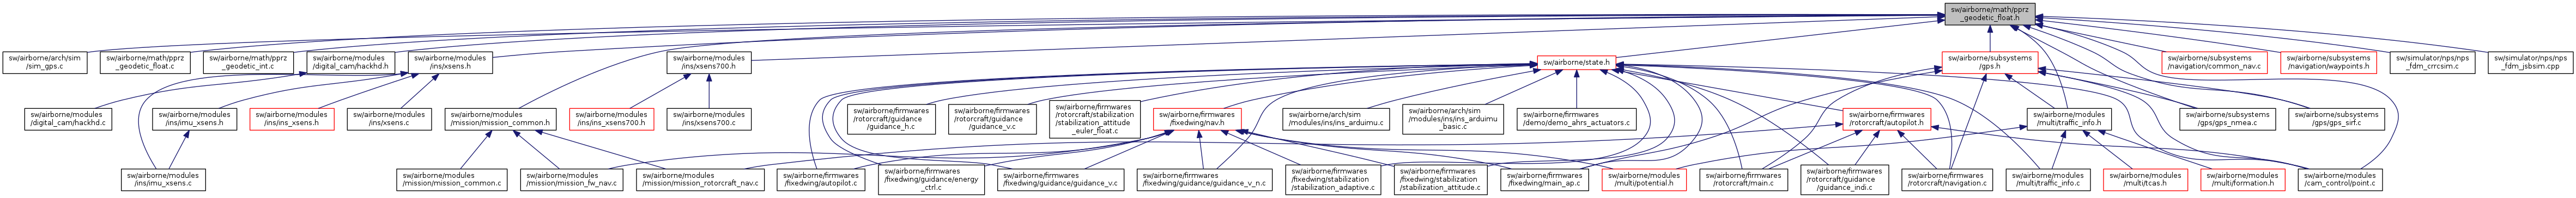 sw/airborne/math/pprz
_geodetic_float.h
sw/airborne/arch/sim
/sim_gps.c
sw/airborne/math/pprz
_geodetic_float.c
sw/airborne/math/pprz
_geodetic_int.c
sw/airborne/modules
/digital_cam/hackhd.h
sw/airborne/modules
/ins/xsens.h
sw/airborne/modules
/ins/xsens700.h
sw/airborne/state.h
sw/airborne/subsystems
/gps.h
sw/airborne/subsystems
/navigation/common_nav.c
sw/airborne/subsystems
/navigation/waypoints.h
sw/simulator/nps/nps
_fdm_crrcsim.c
sw/simulator/nps/nps
_fdm_jsbsim.cpp
sw/airborne/modules
/digital_cam/hackhd.c
sw/airborne/modules
/ins/imu_xsens.h
sw/airborne/modules
/ins/ins_xsens.h
sw/airborne/modules
/ins/xsens.c
sw/airborne/modules
/mission/mission_common.h
sw/airborne/modules
/ins/ins_xsens700.h
sw/airborne/modules
/ins/xsens700.c
sw/airborne/firmwares
/rotorcraft/guidance
/guidance_h.c
sw/airborne/firmwares
/rotorcraft/guidance
/guidance_v.c
sw/airborne/firmwares
/rotorcraft/stabilization
/stabilization_attitude
_euler_float.c
sw/airborne/firmwares
/fixedwing/nav.h
sw/airborne/arch/sim
/modules/ins/ins_arduimu.c
sw/airborne/arch/sim
/modules/ins/ins_arduimu
_basic.c
sw/airborne/firmwares
/demo/demo_ahrs_actuators.c
sw/airborne/firmwares
/rotorcraft/autopilot.h
sw/airborne/modules
/multi/traffic_info.h
sw/airborne/subsystems
/gps/gps_nmea.c
sw/airborne/subsystems
/gps/gps_sirf.c
sw/airborne/modules
/ins/imu_xsens.c
sw/airborne/modules
/mission/mission_common.c
sw/airborne/modules
/mission/mission_fw_nav.c
sw/airborne/modules
/mission/mission_rotorcraft_nav.c
sw/airborne/firmwares
/fixedwing/autopilot.c
sw/airborne/firmwares
/fixedwing/guidance/energy
_ctrl.c
sw/airborne/firmwares
/fixedwing/guidance/guidance_v.c
sw/airborne/firmwares
/fixedwing/guidance/guidance_v_n.c
sw/airborne/firmwares
/fixedwing/stabilization
/stabilization_adaptive.c
sw/airborne/firmwares
/fixedwing/stabilization
/stabilization_attitude.c
sw/airborne/firmwares
/fixedwing/main_ap.c
sw/airborne/modules
/multi/potential.h
sw/airborne/firmwares
/rotorcraft/main.c
sw/airborne/firmwares
/rotorcraft/guidance
/guidance_indi.c
sw/airborne/firmwares
/rotorcraft/navigation.c
sw/airborne/modules
/multi/traffic_info.c
sw/airborne/modules
/multi/tcas.h
sw/airborne/modules
/multi/formation.h
sw/airborne/modules
/cam_control/point.c